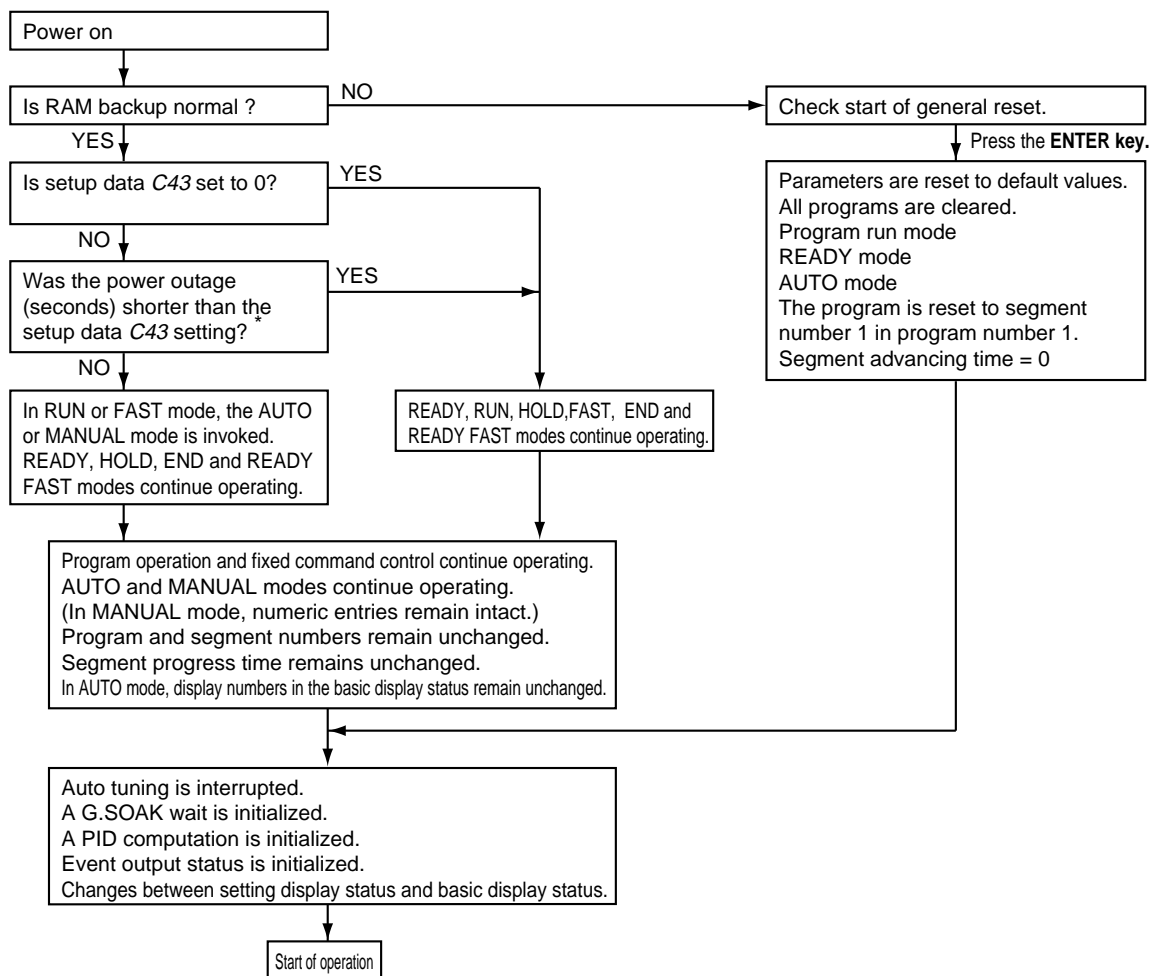 Power on
Is RAM backup normal ?
NO
Check start of general reset.
YES
Press the ENTER key.
Is setup data C43 set to 0?
YES
Parameters are reset to default values.
All programs are cleared.
Program run mode
READY mode
AUTO mode
The program is reset to segment
number 1 in program number 1.
Segment advancing time = 0
NO
Was the power outage
(seconds) shorter than the
setup data C43 setting? *
YES
NO
In RUN or FAST mode, the AUTO
or MANUAL mode is invoked.
READY, HOLD, END and READY
FAST modes continue operating.
READY, RUN, HOLD,FAST, END and
READY FAST modes continue operating.
Program operation and fixed command control continue operating.
AUTO and MANUAL modes continue operating.
(In MANUAL mode, numeric entries remain intact.)
Program and segment numbers remain unchanged.
Segment progress time remains unchanged.
In AUTO mode, display numbers in the basic display status remain unchanged.
Auto tuning is interrupted.
A G.SOAK wait is initialized.
A PID computation is initialized.
Event output status is initialized.
Changes between setting display status and basic display status.
Start of operation